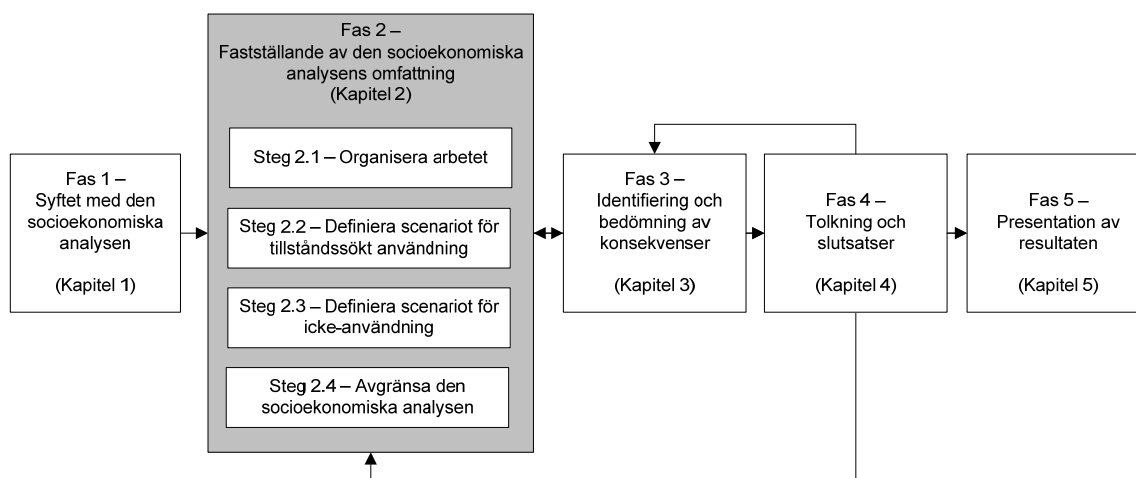 Fas 1 –
Syftet med den
socioekonomiska
analysen
(Kapitel 1)
Fas 2 –
Fastställande av den socioekonomiska
analysens omfattning
(Kapitel 2)
Steg 2.1 – Organisera arbetet
Steg 2.2 – Definiera scenariot för
tillståndssökt användning
Steg 2.3 – Definiera scenariot för
icke-användning
Steg 2.4 – Avgränsa den
socioekonomiska analysen
Fas 3 –
Identifiering och
bedömning av
konsekvenser
(Kapitel 3)
Fas 4 –
Tolkning och
slutsatser
(Kapitel 4)
Fas 5 –
Presentation av
resultaten
(Kapitel 5)